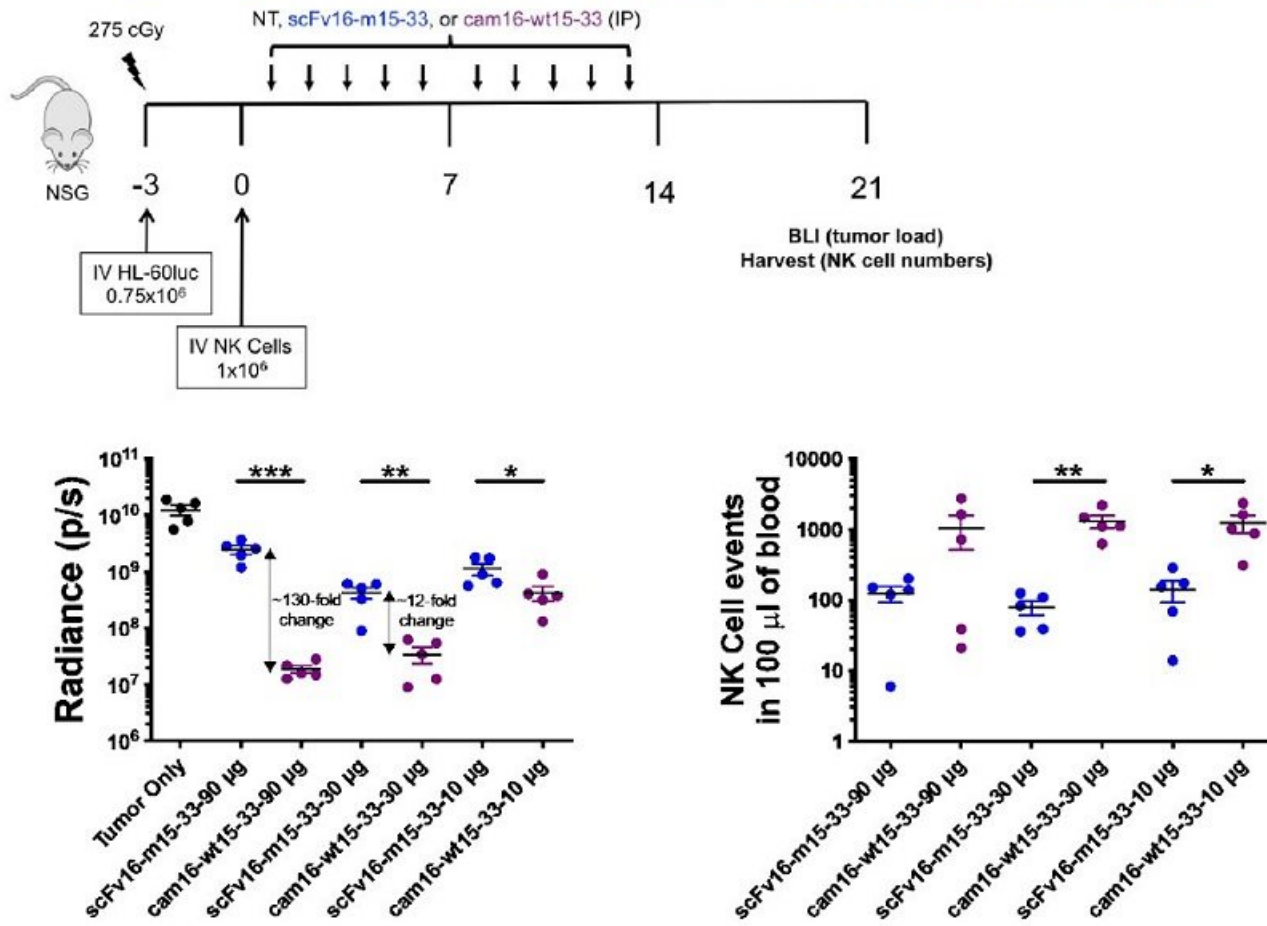 NT, scFv16-m15-33, or cam16-wt15-33 (IP)
275 cGy
NSG
-3 0 7 14 21
IV HL-60luc
0.75x10⁶
IV NK Cells
1x10⁶
BLI (tumor load)
Harvest (NK cell numbers)
Radiance (p/s)
10¹¹
10¹⁰
10⁹
10⁸
10⁷
10⁶
*** ** *
~130-fold
change
~12-fold
change
Tumor Only
scFv16-m15-33-90 µg
cam16-wt15-33-90 µg
scFv16-m15-33-30 µg
cam16-wt15-33-30 µg
scFv16-m15-33-10 µg
cam16-wt15-33-10 µg
NK Cell events
in 100 µl of blood
10000
1000
100
10
1
** *
scFv16-m15-33-90 µg
cam16-wt15-33-90 µg
scFv16-m15-33-30 µg
cam16-wt15-33-30 µg
scFv16-m15-33-10 µg
cam16-wt15-33-10 µg